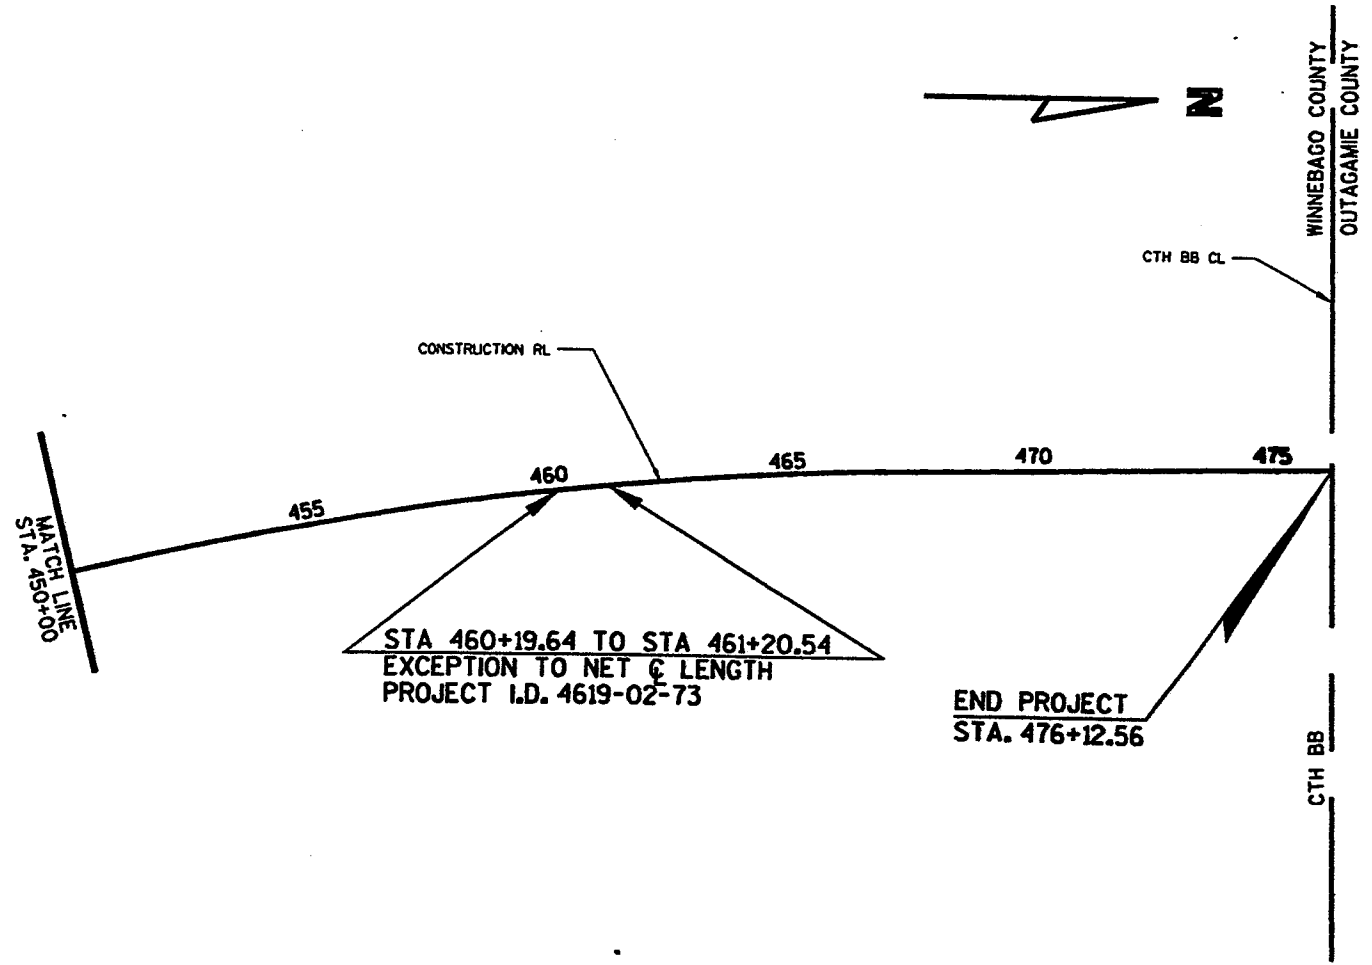 N
WINNEBAGO COUNTY
OUTAGAMIE COUNTY
CTH BB CL
CONSTRUCTION RL
455
460
465
470
475
MATCH LINE
STA. 450+00
STA 460+19.64 TO STA 461+20.54
EXCEPTION TO NET ℄ LENGTH
PROJECT I.D. 4619-02-73
END PROJECT
STA. 476+12.56
CTH BB